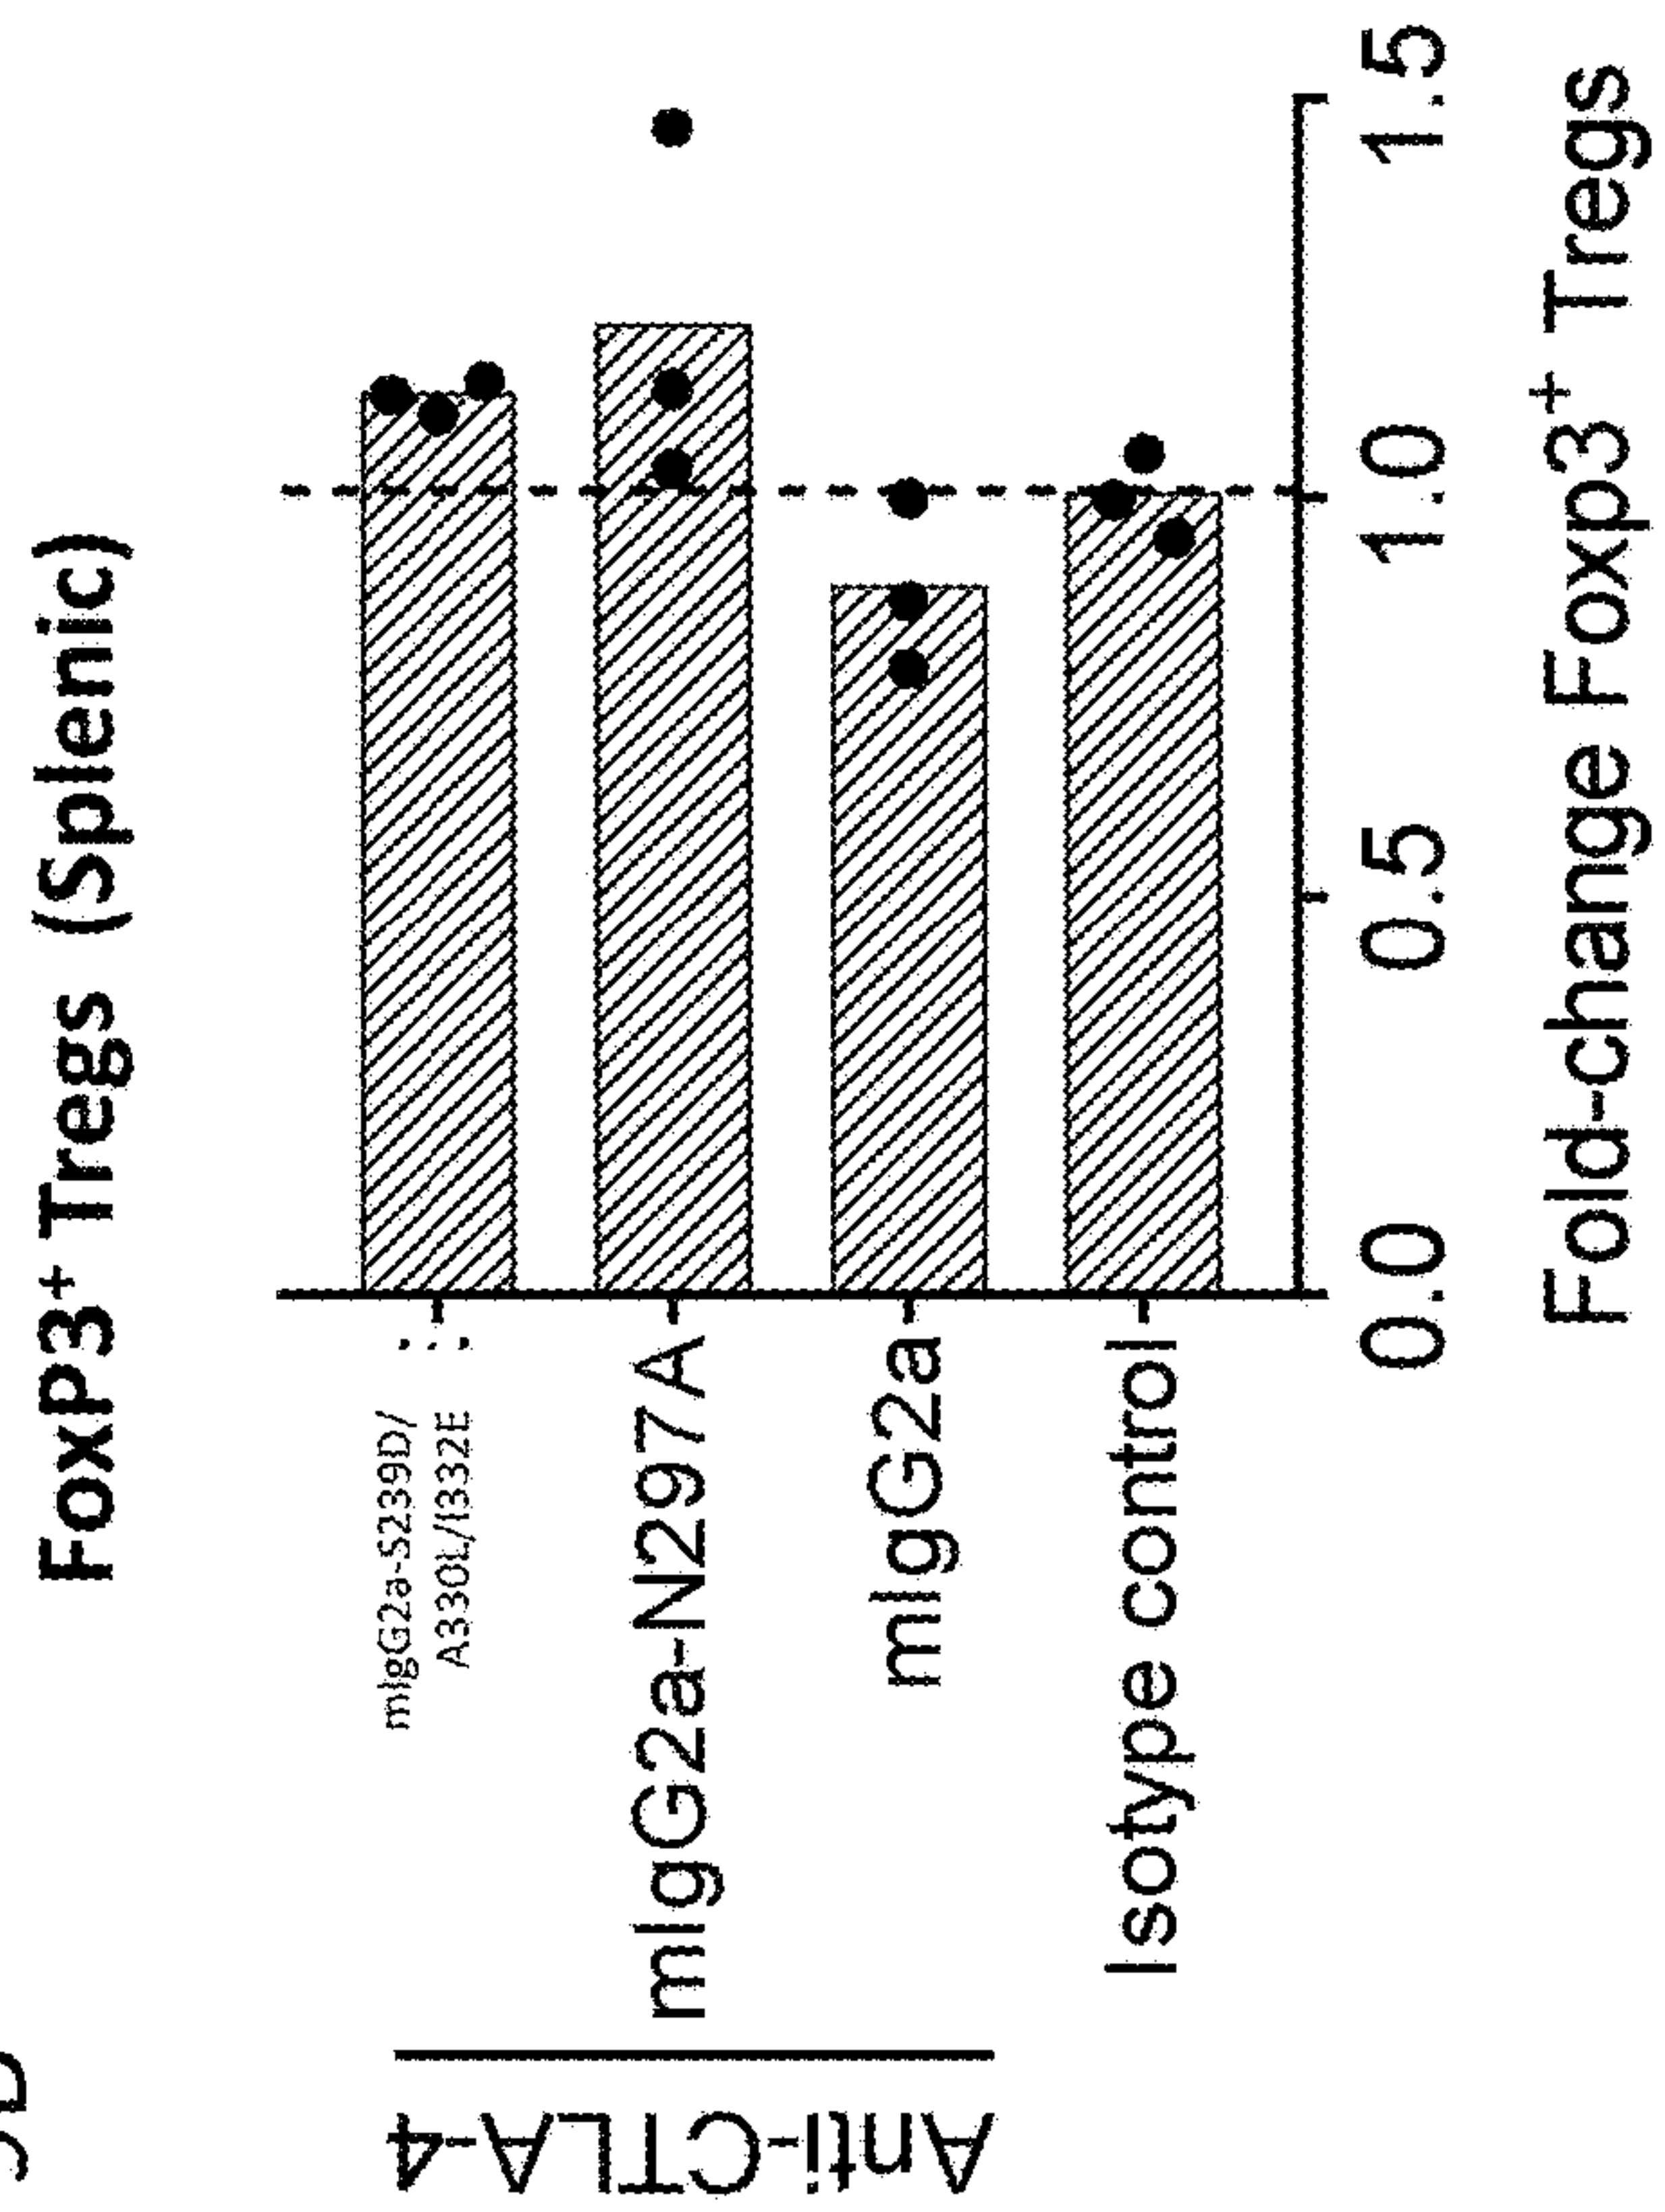 Foxp3⁺ Tregs (Splenic)
Anti-CTLA-4
mIgG2a-S239D/
A330L/I332E
mIgG2a-N297A
mIgG2a
Isotype control
0.0 0.5 1.0 1.5
Fold-change Foxp3⁺ Tregs